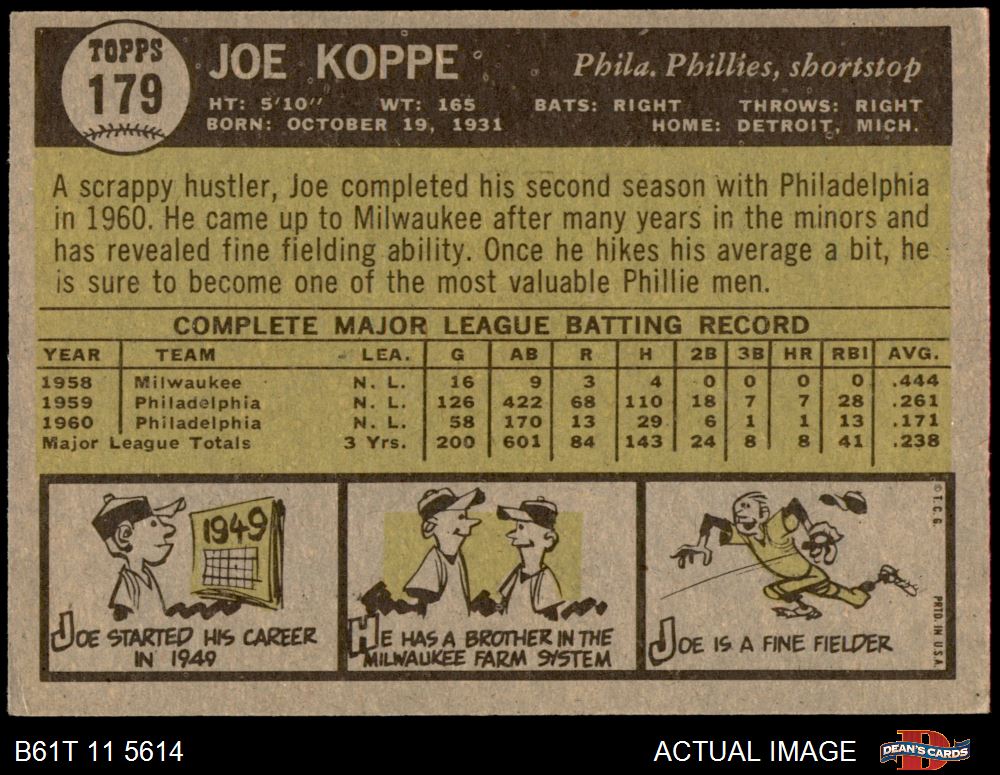 TOPPS
179
JOE KOPPE
Phila. Phillies, shortstop
HT: 5'10" WT: 165 BATS: RIGHT THROWS: RIGHT
BORN: OCTOBER 19, 1931 HOME: DETROIT, MICH.
A scrappy hustler, Joe completed his second season with Philadelphia
in 1960. He came up to Milwaukee after many years in the minors and
has revealed fine fielding ability. Once he hikes his average a bit, he
is sure to become one of the most valuable Phillie men.
COMPLETE MAJOR LEAGUE BATTING RECORD
YEAR TEAM LEA. G AB R H 2B 3B HR RBI AVG.
1958 Milwaukee N. L. 16 9 3 4 0 0 0 0 .444
1959 Philadelphia N. L. 126 422 68 110 18 7 7 28 .261
1960 Philadelphia N. L. 58 170 13 29 6 1 1 13 .171
Major League Totals 3 Yrs. 200 601 84 143 24 8 8 41 .238
1949
JOE STARTED HIS CAREER
IN 1949
HE HAS A BROTHER IN THE
MILWAUKEE FARM SYSTEM
JOE IS A FINE FIELDER
© T. C. G.
PRTD. IN U.S.A.
B61T 11 5614
ACTUAL IMAGE
D
DEAN'S CARDS